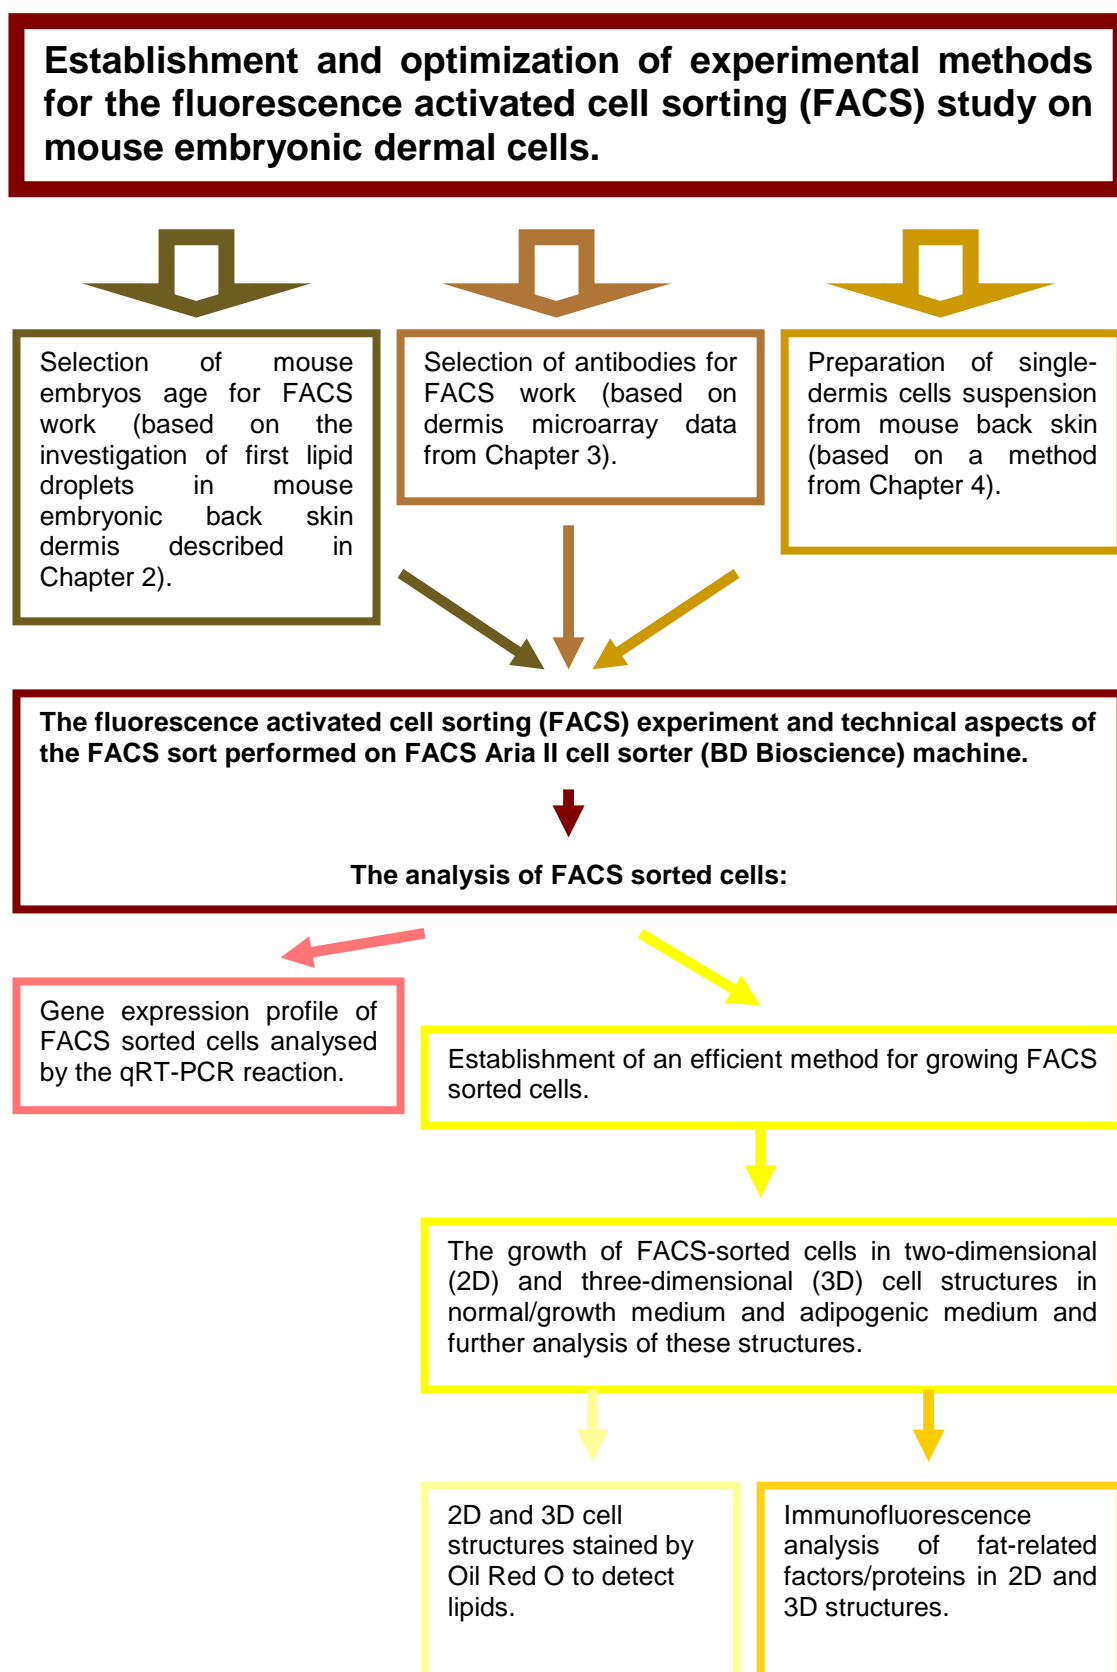 Establishment and optimization of experimental methods
for the fluorescence activated cell sorting (FACS) study on
mouse embryonic dermal cells.
Selection of mouse
embryos age for FACS
work (based on the
investigation of first lipid
droplets in mouse
embryonic back skin
dermis described in
Chapter 2).
Selection of antibodies for
FACS work (based on
dermis microarray data
from Chapter 3).
Preparation of single-
dermis cells suspension
from mouse back skin
(based on a method
from Chapter 4).
The fluorescence activated cell sorting (FACS) experiment and technical aspects of
the FACS sort performed on FACS Aria II cell sorter (BD Bioscience) machine.
The analysis of FACS sorted cells:
Gene expression profile of
FACS sorted cells analysed
by the qRT-PCR reaction.
Establishment of an efficient method for growing FACS
sorted cells.
The growth of FACS-sorted cells in two-dimensional
(2D) and three-dimensional (3D) cell structures in
normal/growth medium and adipogenic medium and
further analysis of these structures.
2D and 3D cell
structures stained by
Oil Red O to detect
lipids.
Immunofluorescence
analysis of fat-related
factors/proteins in 2D and
3D structures.